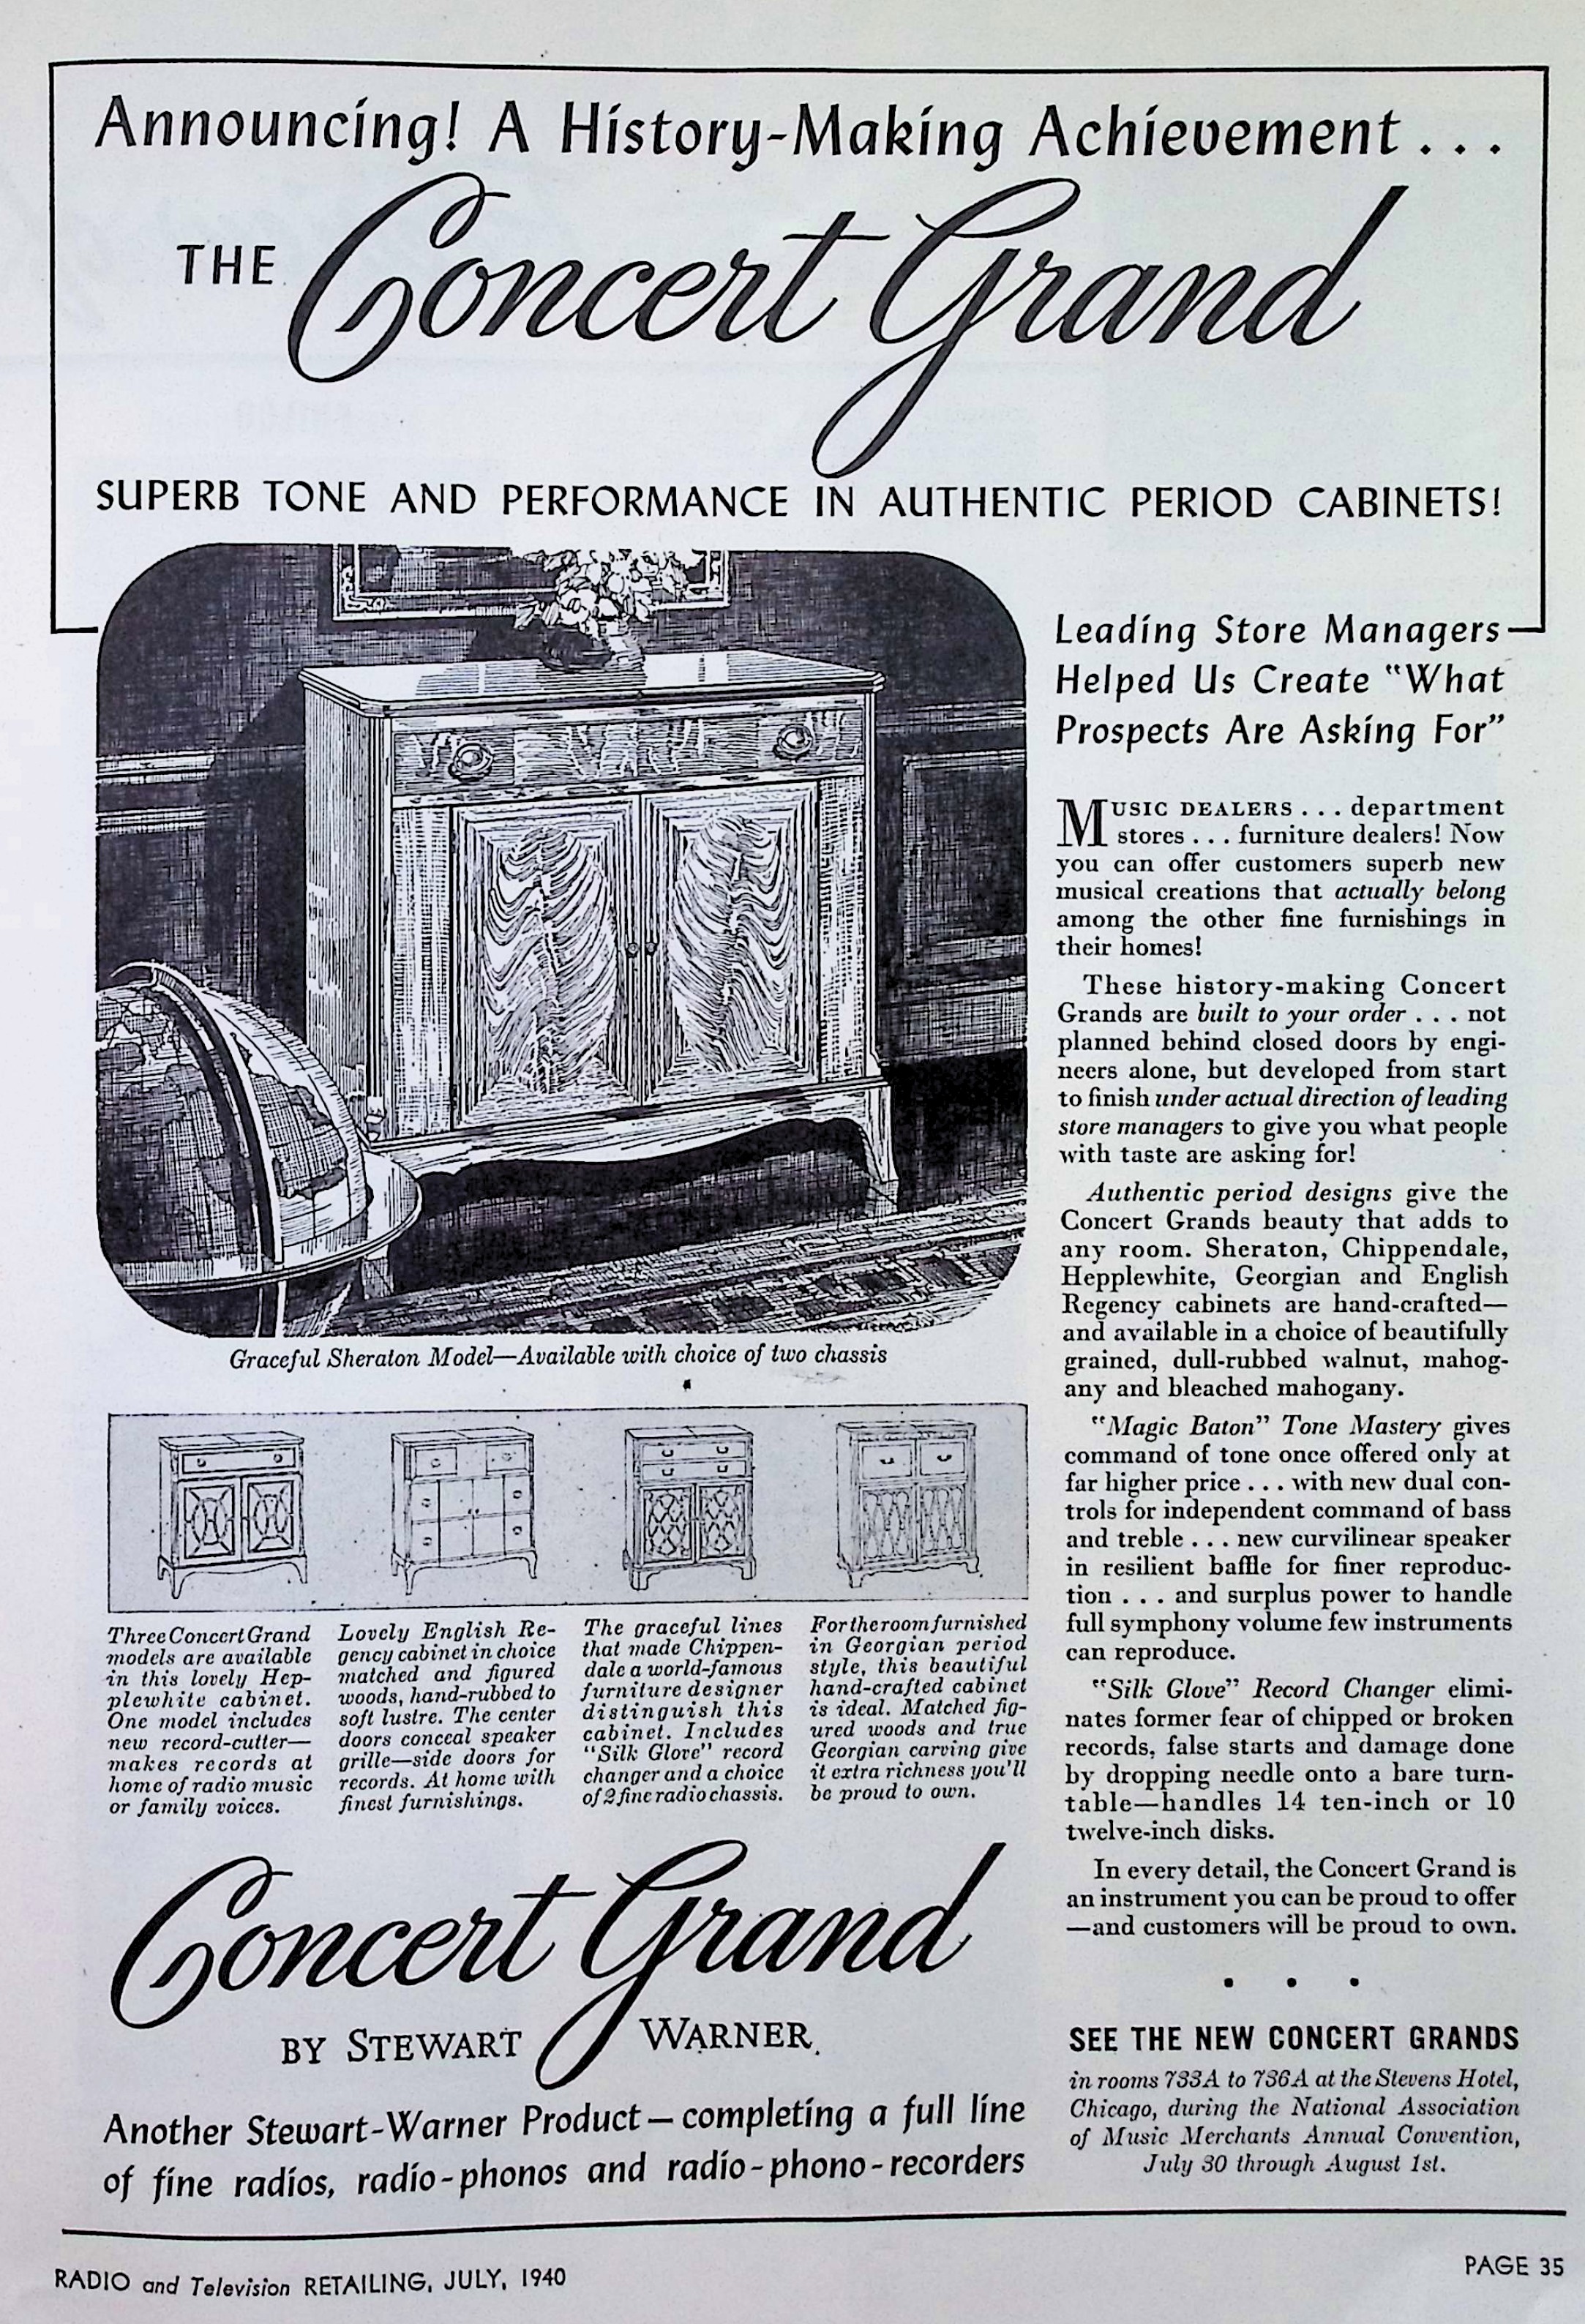 Announcing! A History-Making Achievement . . .
THE Concert Grand
SUPERB TONE AND PERFORMANCE IN AUTHENTIC PERIOD CABINETS!
Graceful Sheraton Model—Available with choice of two chassis
Three Concert Grand
models are available
in this lovely Hep-
plewhite cabinet.
One model includes
new record-cutter—
makes records at
home of radio music
or family voices.
Lovely English Re-
gency cabinet in choice
matched and figured
woods, hand-rubbed to
soft lustre. The center
doors conceal speaker
grille—side doors for
records. At home with
finest furnishings.
The graceful lines
that made Chippen-
dale a world-famous
furniture designer
distinguish this
cabinet. Includes
"Silk Glove" record
changer and a choice
of 2 fine radio chassis.
For the room furnished
in Georgian period
style, this beautiful
hand-crafted cabinet
is ideal. Matched fig-
ured woods and true
Georgian carving give
it extra richness you'll
be proud to own.
Concert Grand
BY STEWART WARNER
Another Stewart-Warner Product — completing a full line
of fine radios, radio-phonos and radio-phono-recorders
Leading Store Managers
Helped Us Create "What
Prospects Are Asking For"
MUSIC DEALERS . . . department
stores . . . furniture dealers! Now
you can offer customers superb new
musical creations that actually belong
among the other fine furnishings in
their homes!
These history-making Concert
Grands are built to your order . . . not
planned behind closed doors by engi-
neers alone, but developed from start
to finish under actual direction of leading
store managers to give you what people
with taste are asking for!
Authentic period designs give the
Concert Grands beauty that adds to
any room. Sheraton, Chippendale,
Hepplewhite, Georgian and English
Regency cabinets are hand-crafted—
and available in a choice of beautifully
grained, dull-rubbed walnut, mahog-
any and bleached mahogany.
"Magic Baton" Tone Mastery gives
command of tone once offered only at
far higher price . . . with new dual con-
trols for independent command of bass
and treble . . . new curvilinear speaker
in resilient baffle for finer reproduc-
tion . . . and surplus power to handle
full symphony volume few instruments
can reproduce.
"Silk Glove" Record Changer elimi-
nates former fear of chipped or broken
records, false starts and damage done
by dropping needle onto a bare turn-
table—handles 14 ten-inch or 10
twelve-inch disks.
In every detail, the Concert Grand is
an instrument you can be proud to offer
—and customers will be proud to own.
• • •
SEE THE NEW CONCERT GRANDS
in rooms 733A to 736A at the Stevens Hotel,
Chicago, during the National Association
of Music Merchants Annual Convention,
July 30 through August 1st.
RADIO and Television RETAILING, JULY, 1940
PAGE 35